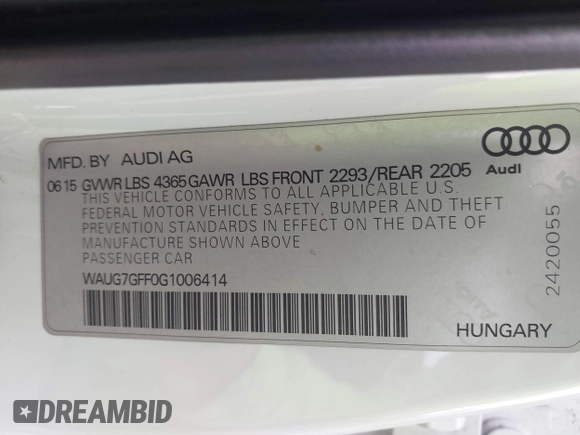 MFD. BY AUDI AG
Audi
06 15 GVWR LBS 4365 GAWR LBS FRONT 2293/REAR 2205
THIS VEHICLE CONFORMS TO ALL APPLICABLE U.S.
FEDERAL MOTOR VEHICLE SAFETY, BUMPER AND THEFT
PREVENTION STANDARDS IN EFFECT ON THE DATE OF
MANUFACTURE SHOWN ABOVE
PASSENGER CAR
WAUG7GFF0G1006414
2420055
HUNGARY
DREAMBID